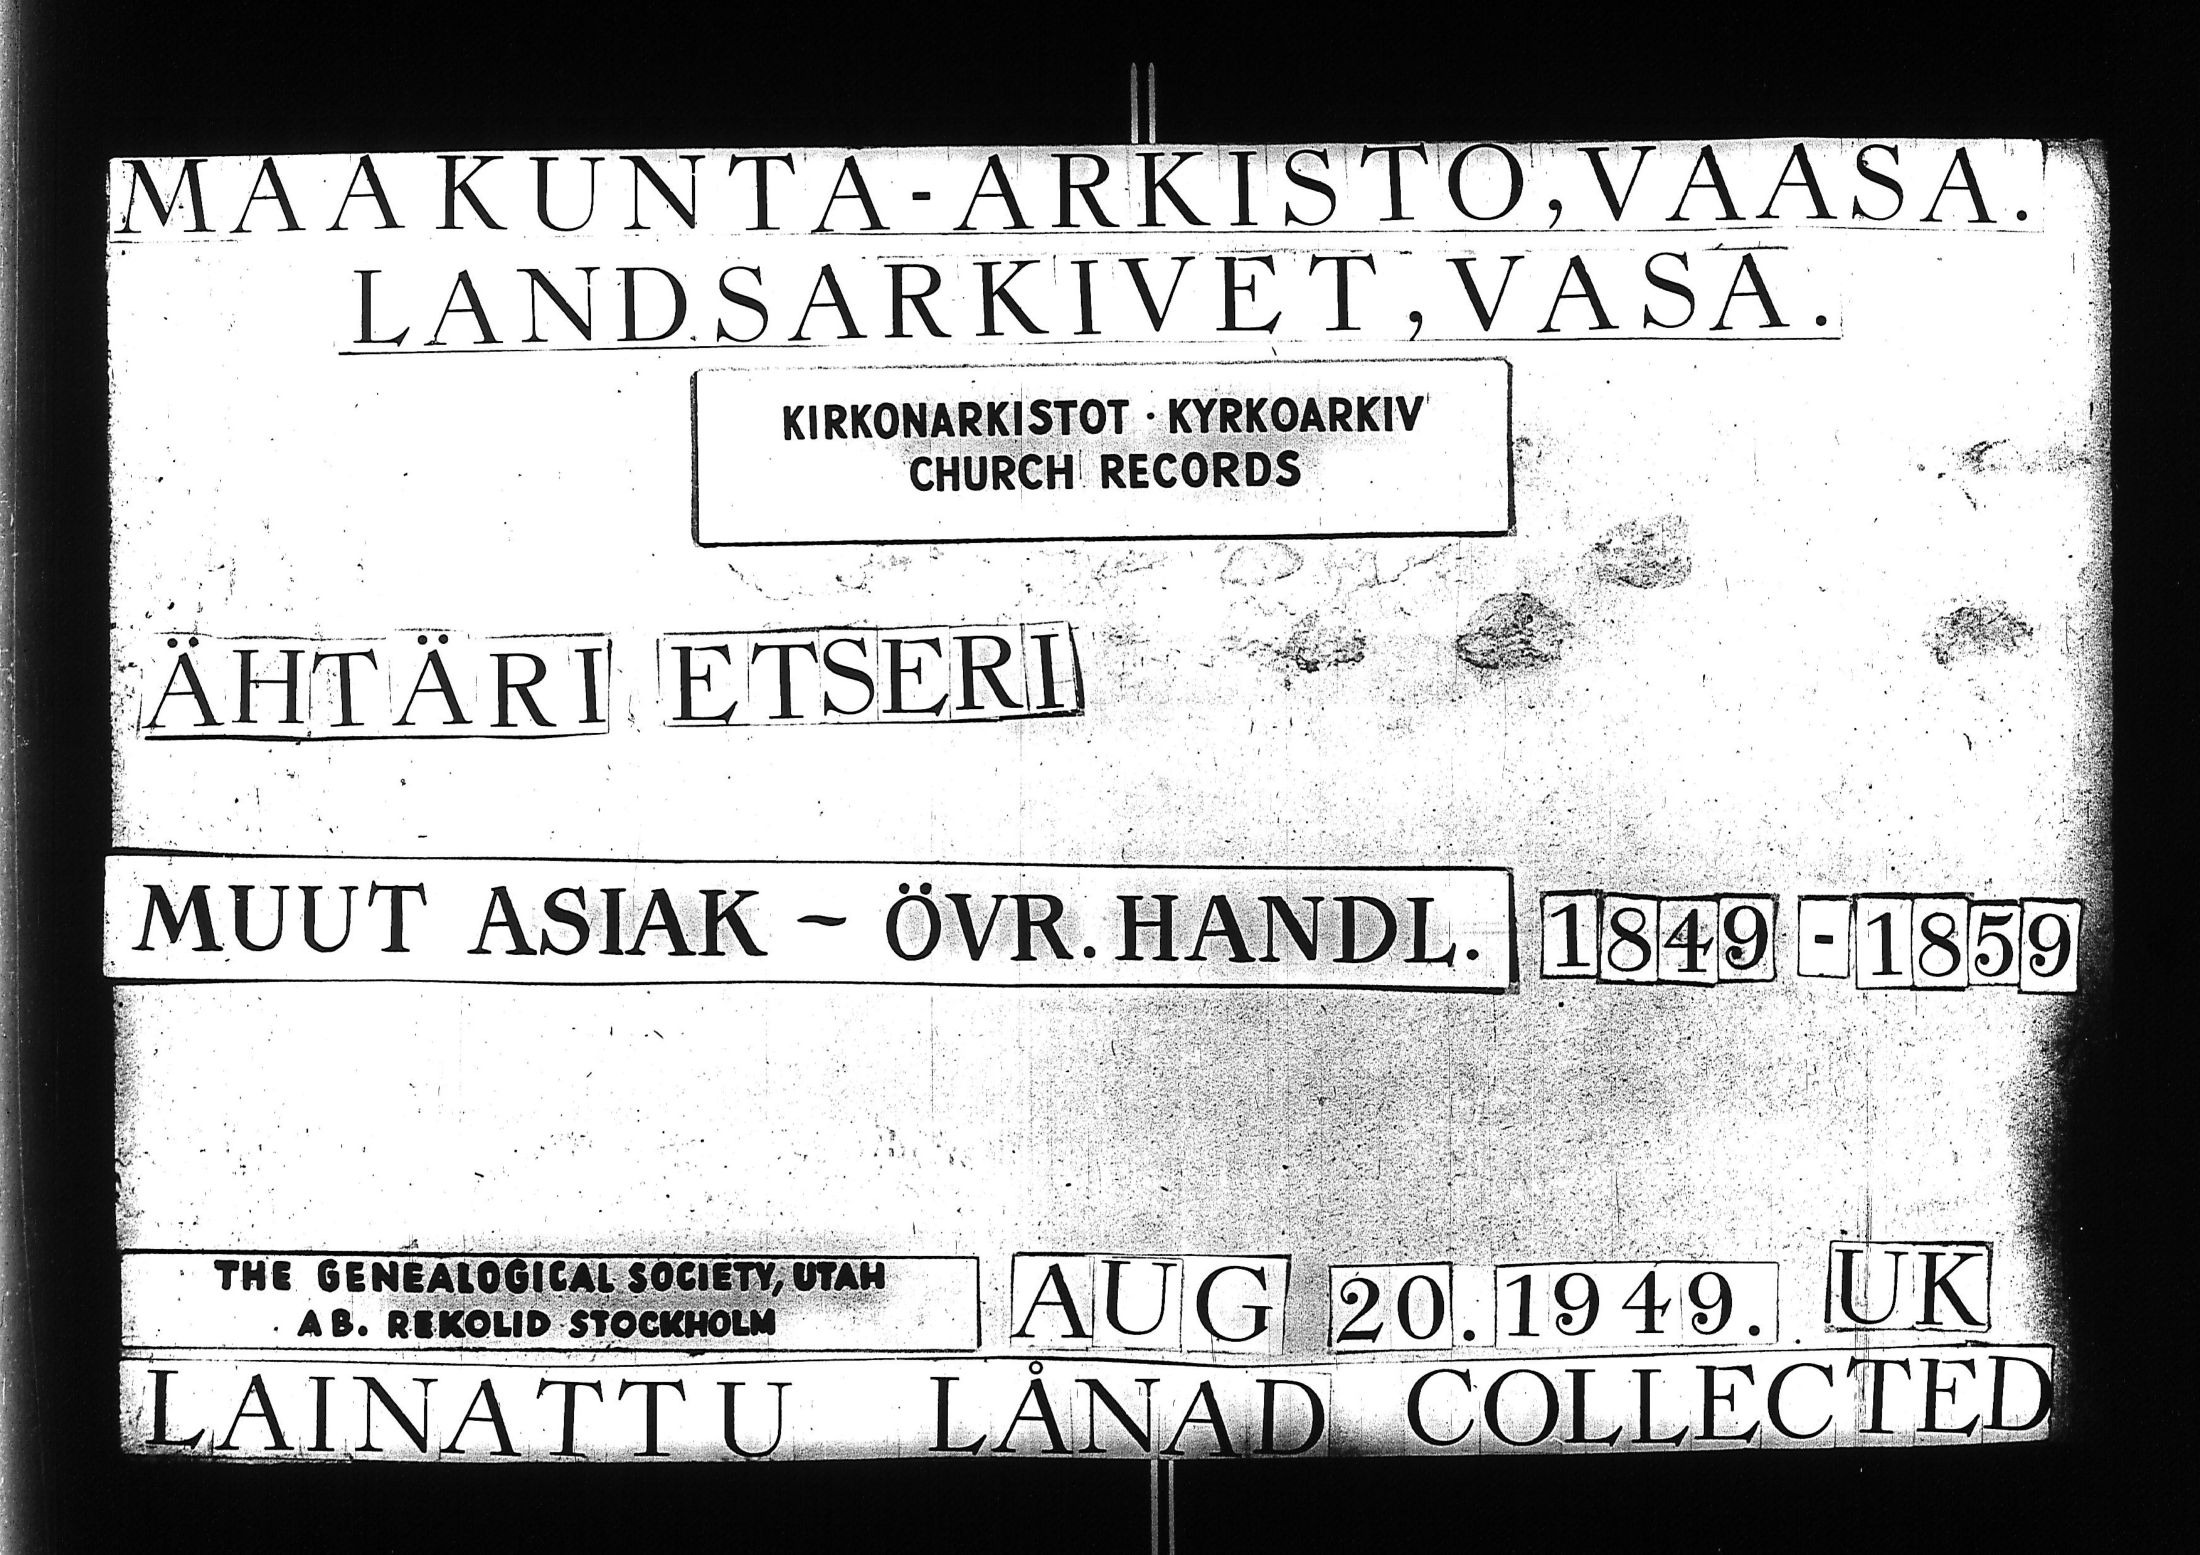 MAAKUNTA-ARKISTO, VAASA.
LANDSARKIVET, VASA.
KIRKONARKISTOT · KYRKOARKIV
CHURCH RECORDS
ÄHTÄRI ETSERI
MUUT ASIAK - ÖVR. HANDL. 1849 - 1859
THE GENEALOGICAL SOCIETY, UTAH
AB. REKOLID STOCKHOLM
AUG 20. 1949. UK
LAINATTU LÅNAD COLLECTED